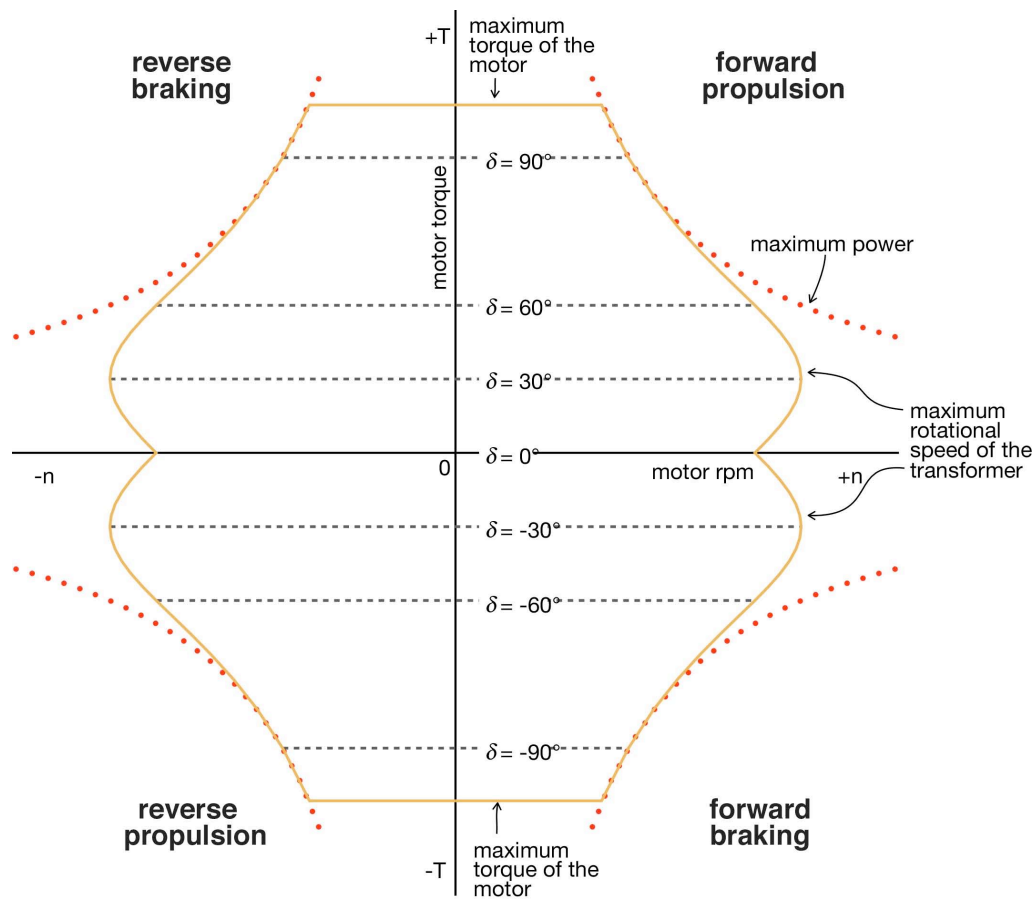 +T
maximum
torque of the
motor
reverse
braking
forward
propulsion
δ = 90°
motor torque
maximum power
δ = 60°
δ = 30°
maximum
rotational
speed of the
transformer
-n
0
δ = 0°
motor rpm
+n
δ = -30°
δ = -60°
δ = -90°
reverse
propulsion
forward
braking
-T
maximum
torque of the
motor